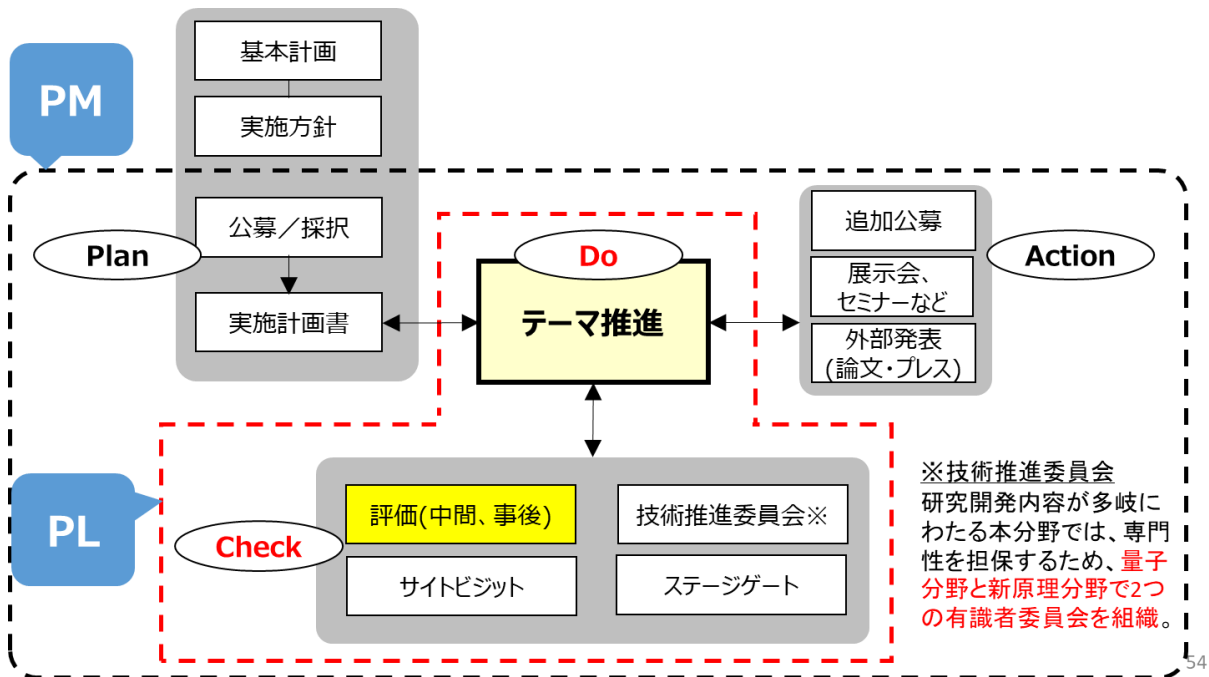 PM
基本計画
実施方針
公募／採択
実施計画書
Plan
Do
テーマ推進
追加公募
展示会、
セミナーなど
外部発表
(論文・プレス)
Action
PL
Check
評価(中間、事後)
技術推進委員会※
サイトビジット
ステージゲート
※技術推進委員会
研究開発内容が多岐に
わたる本分野では、専門
性を担保するため、量子
分野と新原理分野で2つ
の有識者委員会を組織。
54